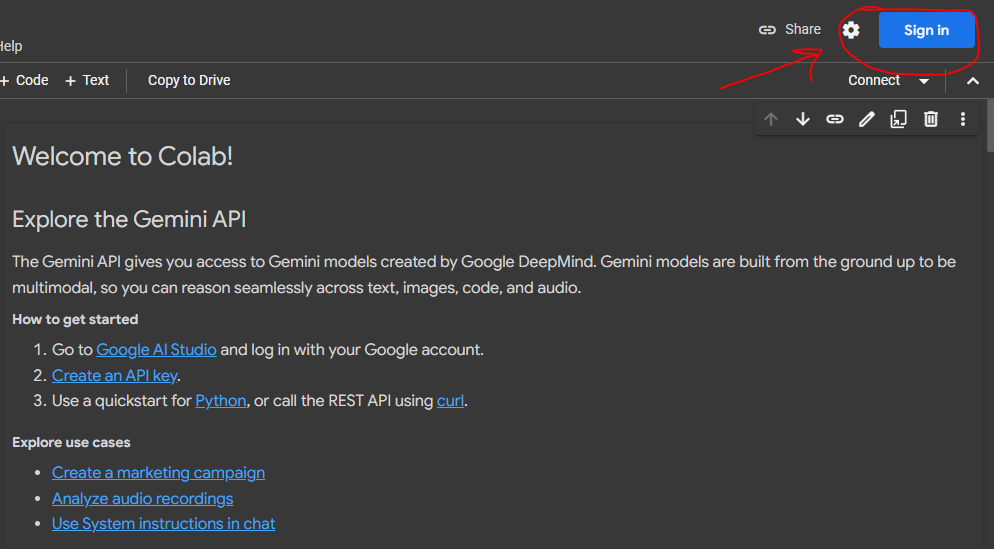 Share
Sign in
Help
+ Code + Text Copy to Drive
Connect
Welcome to Colab!
Explore the Gemini API
The Gemini API gives you access to Gemini models created by Google DeepMind. Gemini models are built from the ground up to be
multimodal, so you can reason seamlessly across text, images, code, and audio.
How to get started
1. Go to Google AI Studio and log in with your Google account.
2. Create an API key.
3. Use a quickstart for Python, or call the REST API using curl.
Explore use cases
• Create a marketing campaign
• Analyze audio recordings
• Use System instructions in chat